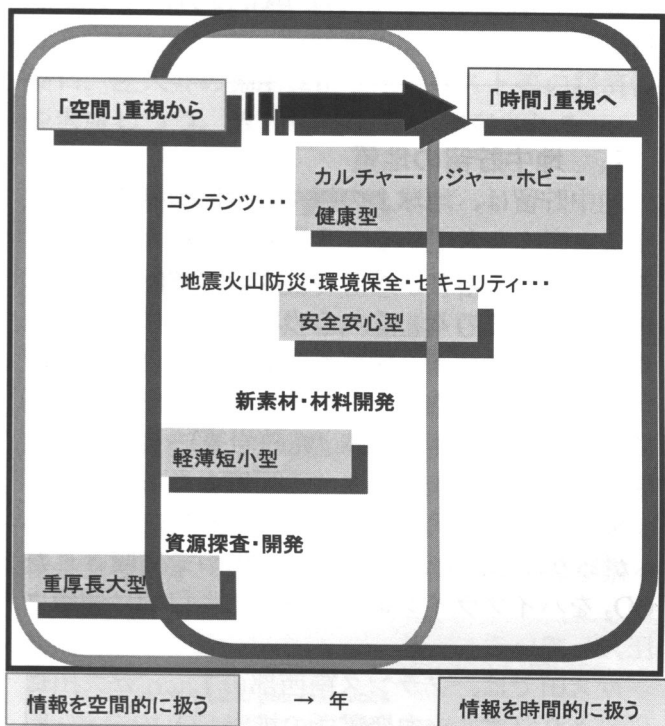 「空間」重視から
「時間」重視へ
カルチャー・レジャー・ホビー・
コンテンツ・・・
健康型
地震火山防災・環境保全・セキュリティ・・・
安全安心型
新素材・材料開発
軽薄短小型
資源探査・開発
重厚長大型
情報を空間的に扱う
→ 年
情報を時間的に扱う